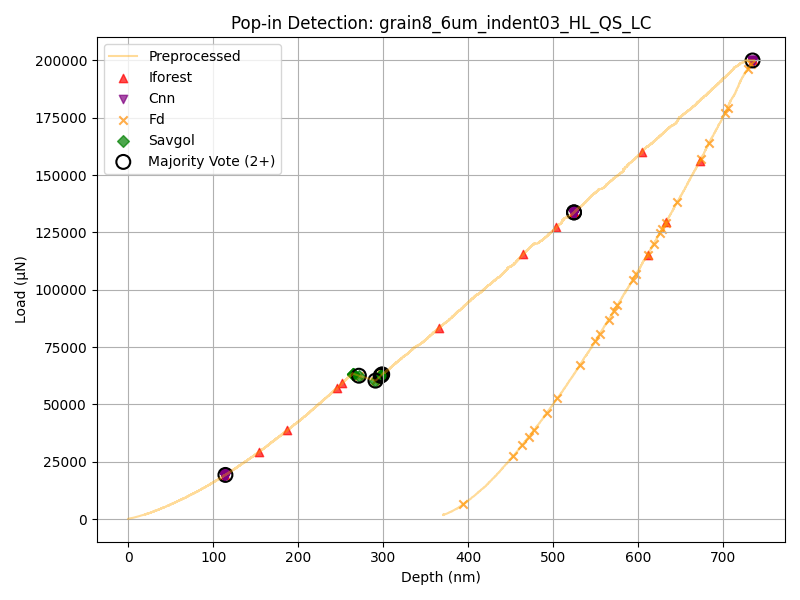 Pop-in Detection: grain8_6um_indent03_HL_QS_LC
Preprocessed
Iforest
Cnn
Fd
Savgol
Majority Vote (2+)
200000
175000
150000
125000
100000
75000
50000
25000
0
Load (µN)
0 100 200 300 400 500 600 700
Depth (nm)